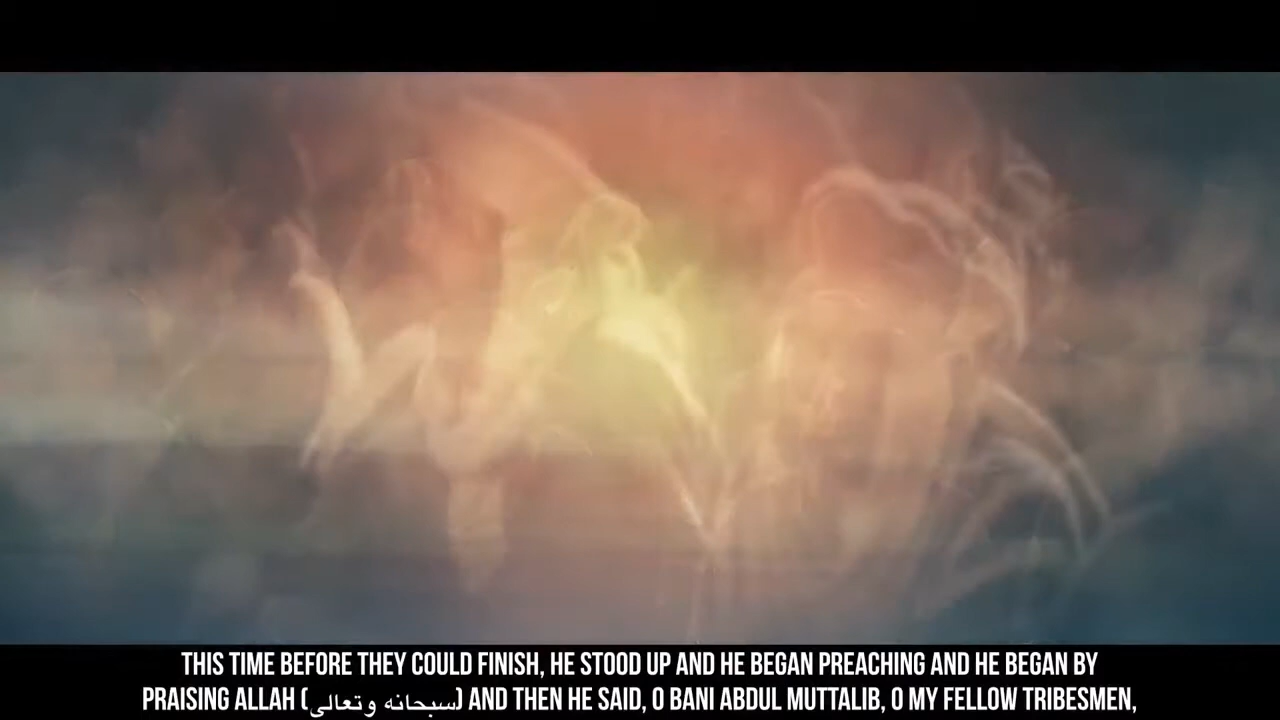 THIS TIME BEFORE THEY COULD FINISH, HE STOOD UP AND HE BEGAN PREACHING AND HE BEGAN BY
PRAISING ALLAH (سبحانه وتعالى) AND THEN HE SAID, O BANI ABDUL MUTTALIB, O MY FELLOW TRIBESMEN,